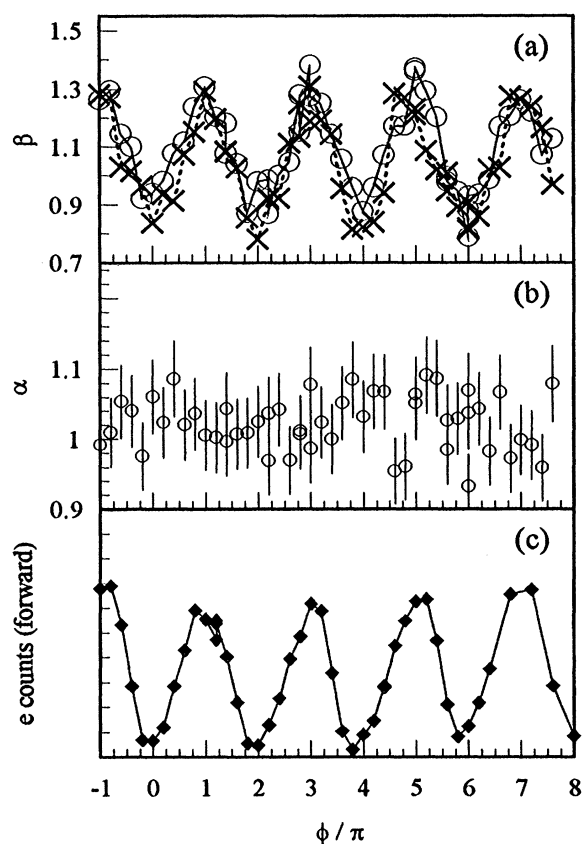 1.5
(a)
1.3
β
1.1
0.9
0.7
(b)
α
1.1
1
0.9
(c)
e counts (forward)
-1 0 1 2 3 4 5 6 7 8
ϕ / π